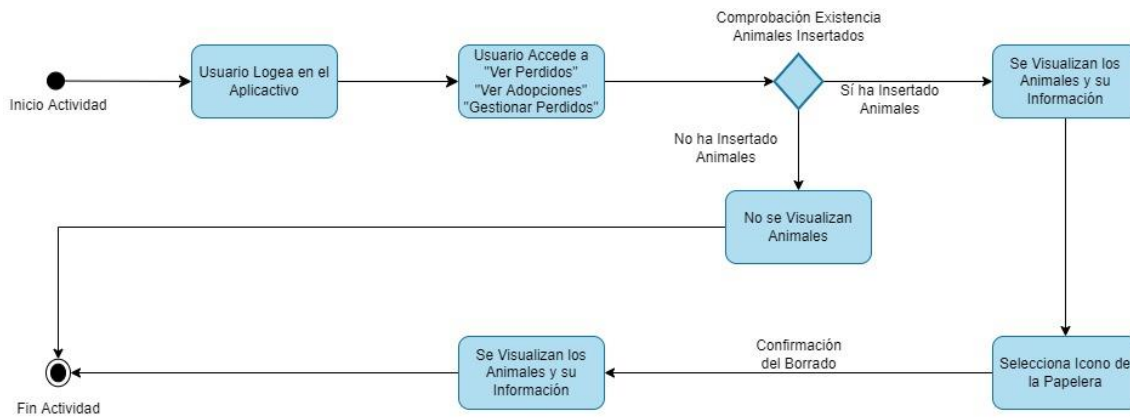 Comprobación Existencia
Animales Insertados
Inicio Actividad
Usuario Logea en el
Aplicactivo
Usuario Accede a
"Ver Perdidos"
"Ver Adopciones"
"Gestionar Perdidos"
Sí ha Insertado
Animales
Se Visualizan los
Animales y su
Información
No ha Insertado
Animales
No se Visualizan
Animales
Selecciona Icono de
la Papelera
Confirmación
del Borrado
Se Visualizan los
Animales y su
Información
Fin Actividad